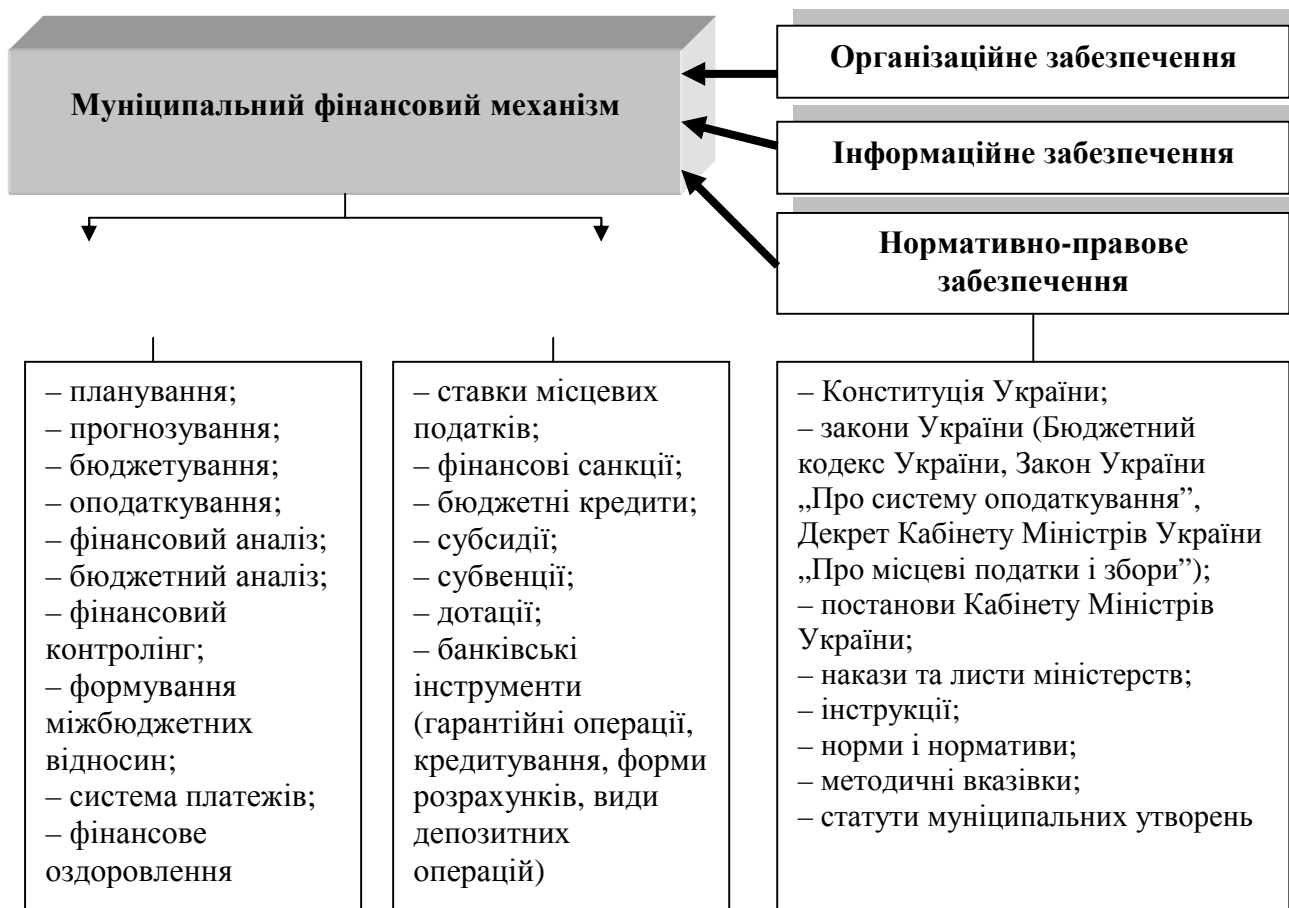 Муніципальний фінансовий механізм
Організаційне забезпечення
Інформаційне забезпечення
Нормативно-правове
забезпечення
– планування;
– прогнозування;
– бюджетування;
– оподаткування;
– фінансовий аналіз;
– бюджетний аналіз;
– фінансовий
контролінг;
– формування
міжбюджетних
відносин;
– система платежів;
– фінансове
оздоровлення
– ставки місцевих
податків;
– фінансові санкції;
– бюджетні кредити;
– субсидії;
– субвенції;
– дотації;
– банківські
інструменти
(гарантійні операції,
кредитування, форми
розрахунків, види
депозитних
операцій)
– Конституція України;
– закони України (Бюджетний
кодекс України, Закон України
„Про систему оподаткування”,
Декрет Кабінету Міністрів України
„Про місцеві податки і збори”);
– постанови Кабінету Міністрів
України;
– накази та листи міністерств;
– інструкції;
– норми і нормативи;
– методичні вказівки;
– статути муніципальних утворень